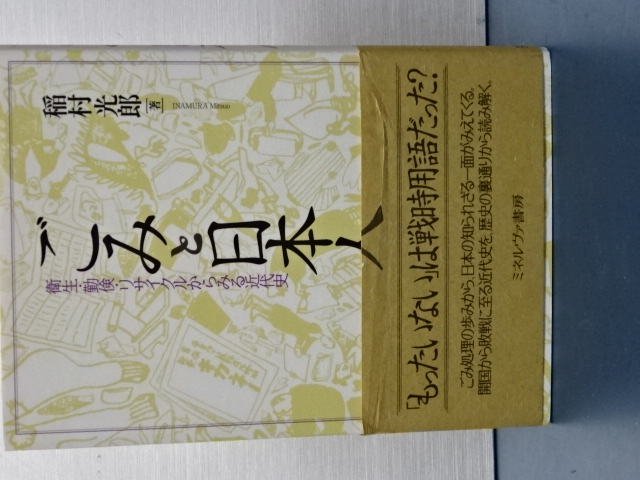 稲村光郎[著]
INAMURA Mitsuo
ごみと日本人
衛生・勤倹・リサイクルからみる近代史
「もったいない」は戦時用語だった?
ごみ処理の歩みから、日本の知られざる一面がみえてくる。
開国から敗戦に至る近代史を、歴史の裏通りから読み解く。
ミネルヴァ書房